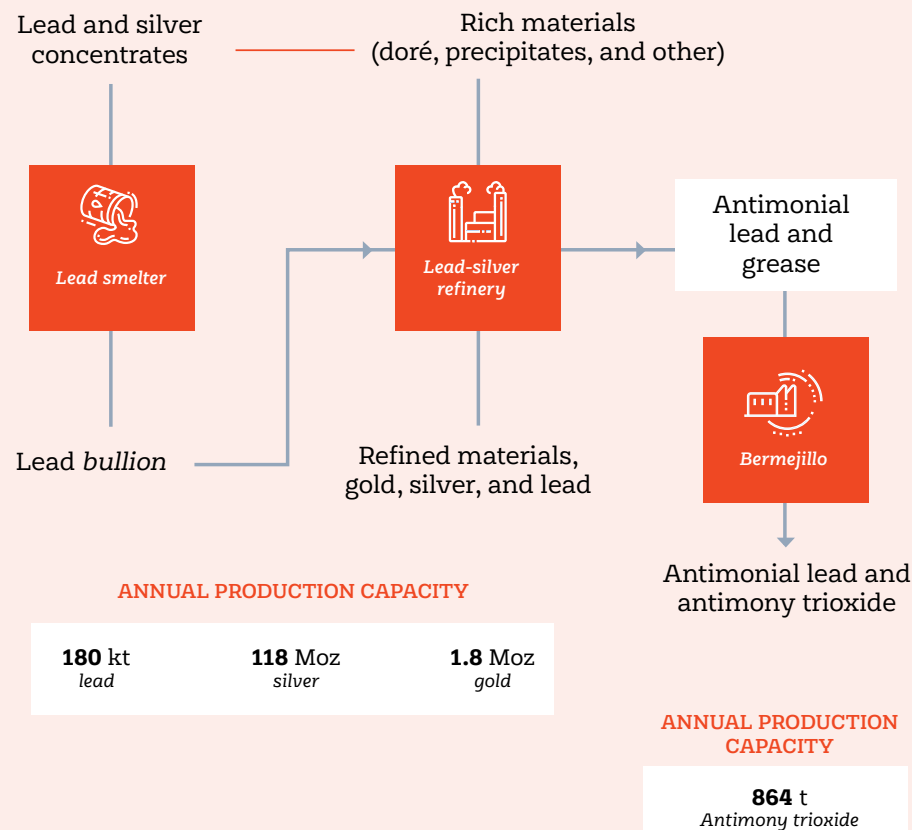 Lead and silver
concentrates
Rich materials
(doré, precipitates, and other)
Lead smelter
Lead-silver
refinery
Antimonial
lead and
grease
Lead bullion
Refined materials,
gold, silver, and lead
Bermejillo
Antimonial lead and
antimony trioxide
ANNUAL PRODUCTION CAPACITY
180 kt
lead
118 Moz
silver
1.8 Moz
gold
ANNUAL PRODUCTION
CAPACITY
864 t
Antimony trioxide